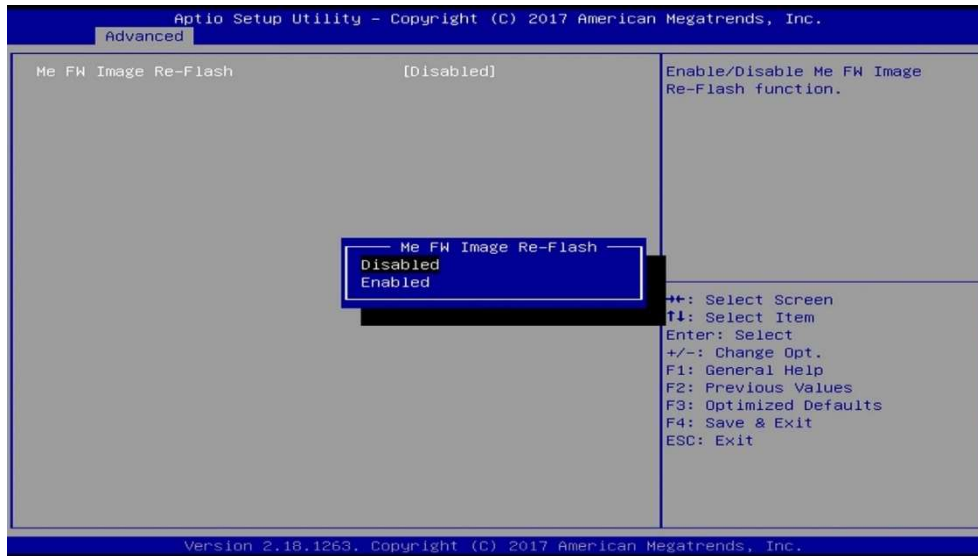 Aptio Setup Utility – Copyright (C) 2017 American Megatrends, Inc.
Advanced
Me FW Image Re-Flash [Disabled]
Enable/Disable Me FW Image
Re-Flash function.
Me FW Image Re-Flash
Disabled
Enabled
→←: Select Screen
↑↓: Select Item
Enter: Select
+/-: Change Opt.
F1: General Help
F2: Previous Values
F3: Optimized Defaults
F4: Save & Exit
ESC: Exit
Version 2.18.1263. Copyright (C) 2017 American Megatrends, Inc.